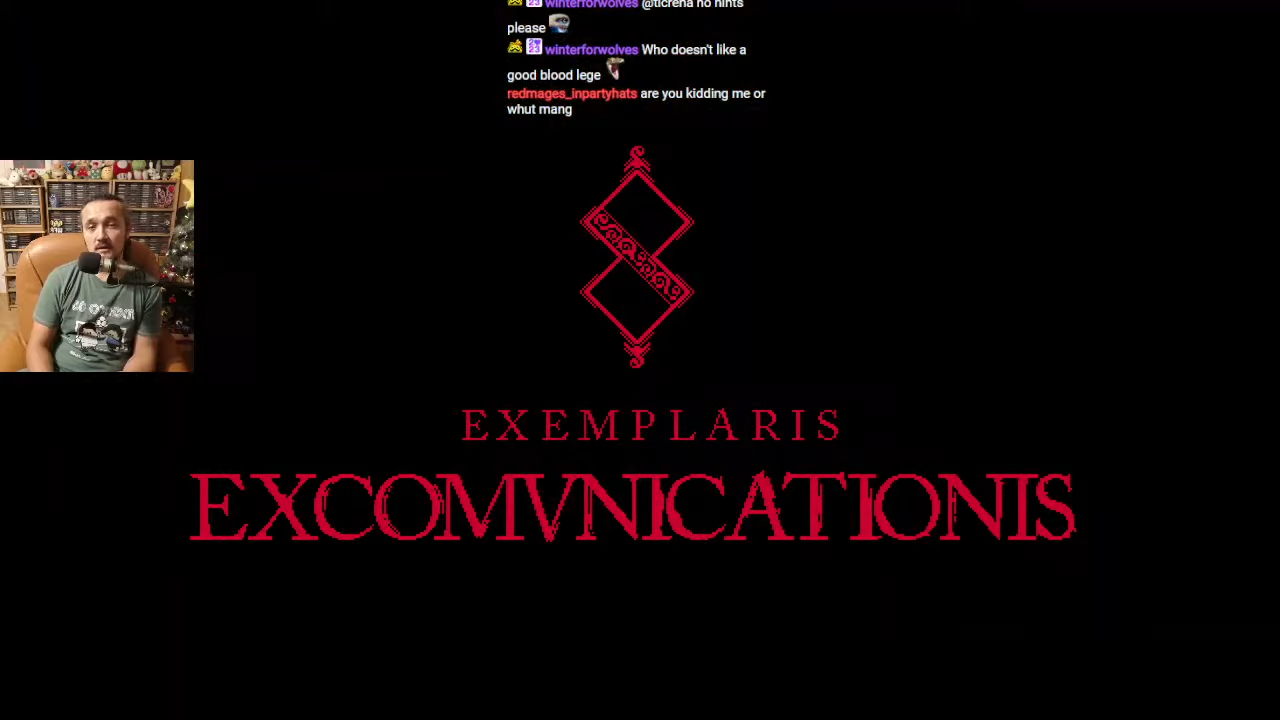 winterforwolves @ticrena no hints
please
winterforwolves Who doesn't like a
good blood lege
redmages_inpartyhats are you kidding me or
whut mang
EXEMPLARIS
EXCOMVNICATIONIS